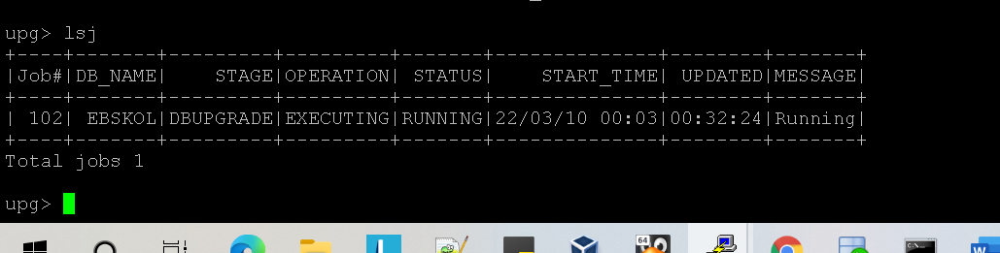 upg> lsj
+----+-------+---------+---------+-------+--------------+--------+-------+
|Job#|DB_NAME|    STAGE|OPERATION| STATUS|    START_TIME| UPDATED|MESSAGE|
+----+-------+---------+---------+-------+--------------+--------+-------+
| 102| EBSKOL|DBUPGRADE|EXECUTING|RUNNING|22/03/10 00:03|00:32:24|Running|
+----+-------+---------+---------+-------+--------------+--------+-------+
Total jobs 1
upg>
64
C:\
W